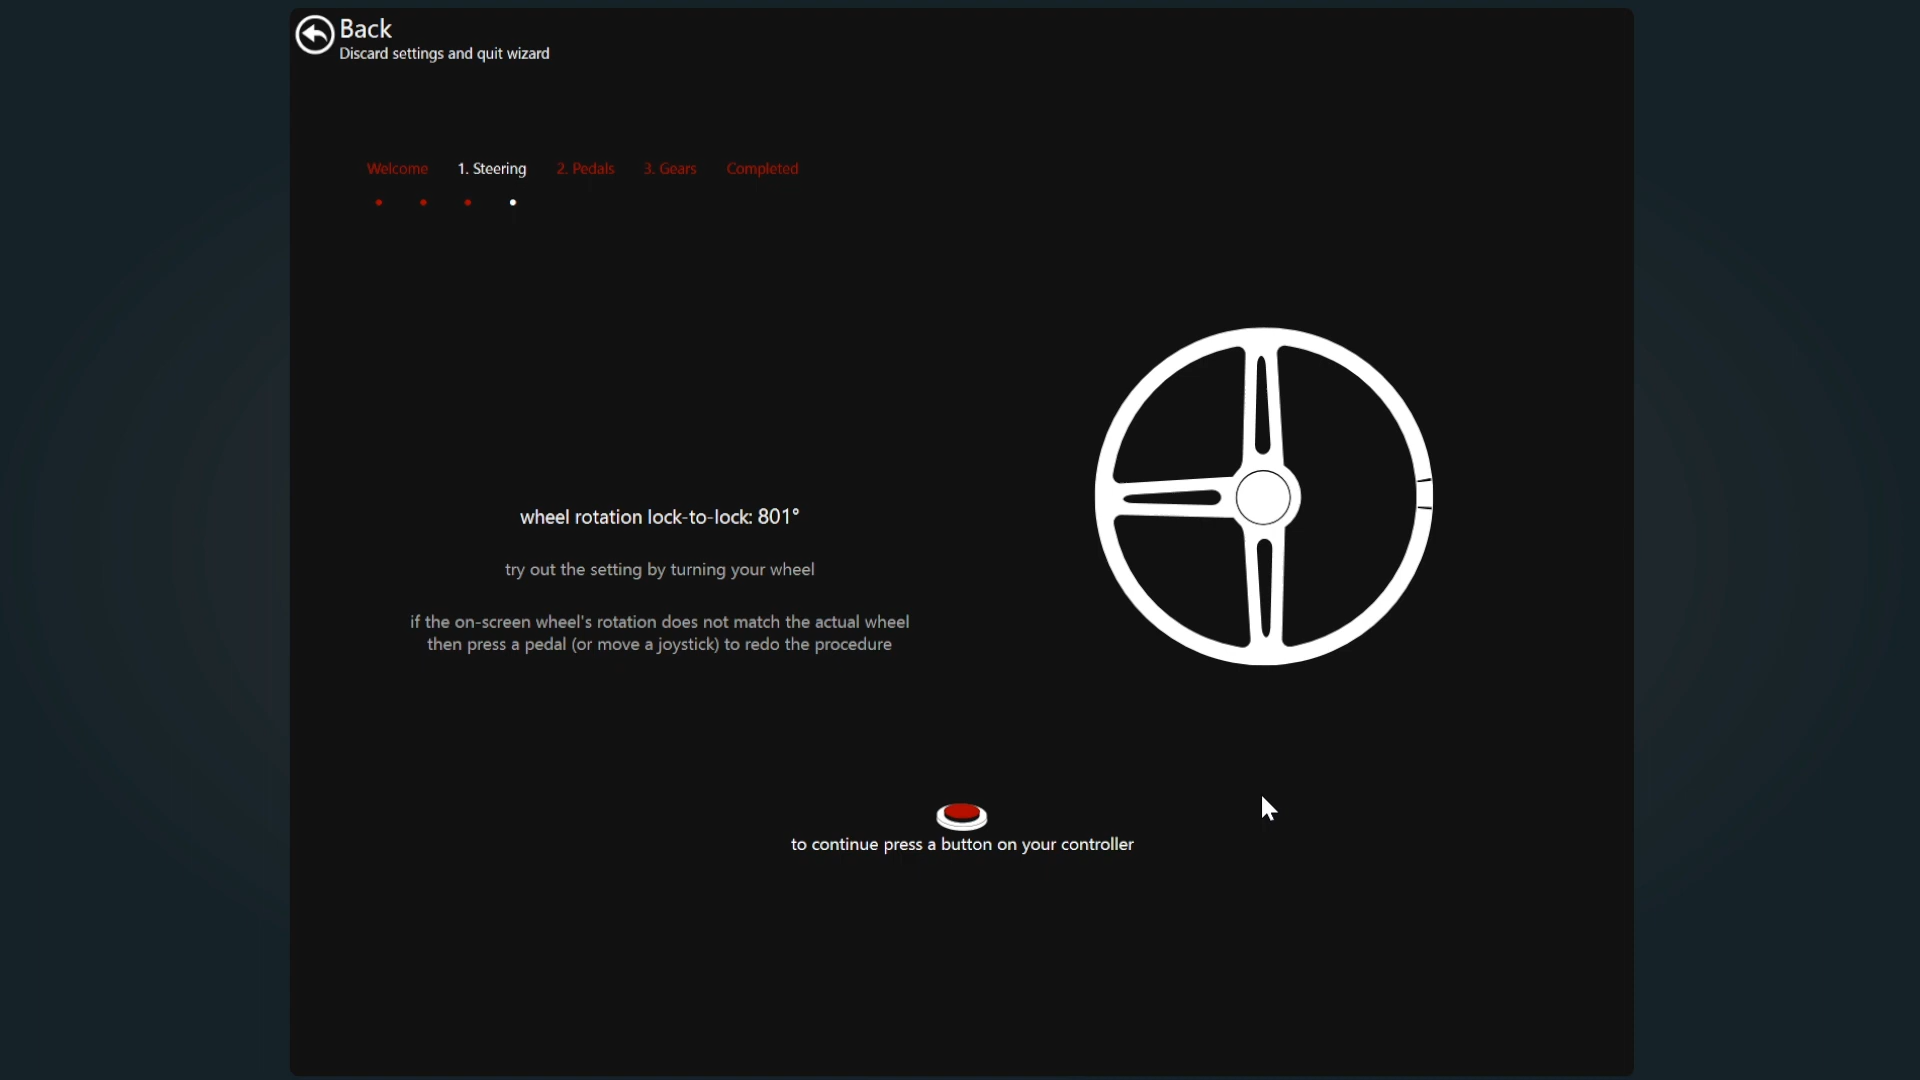 Back
Discard settings and quit wizard
Welcome 1. Steering 2. Pedals 3. Gears Completed
wheel rotation lock-to-lock: 801°
try out the setting by turning your wheel
if the on-screen wheel's rotation does not match the actual wheel
then press a pedal (or move a joystick) to redo the procedure
to continue press a button on your controller